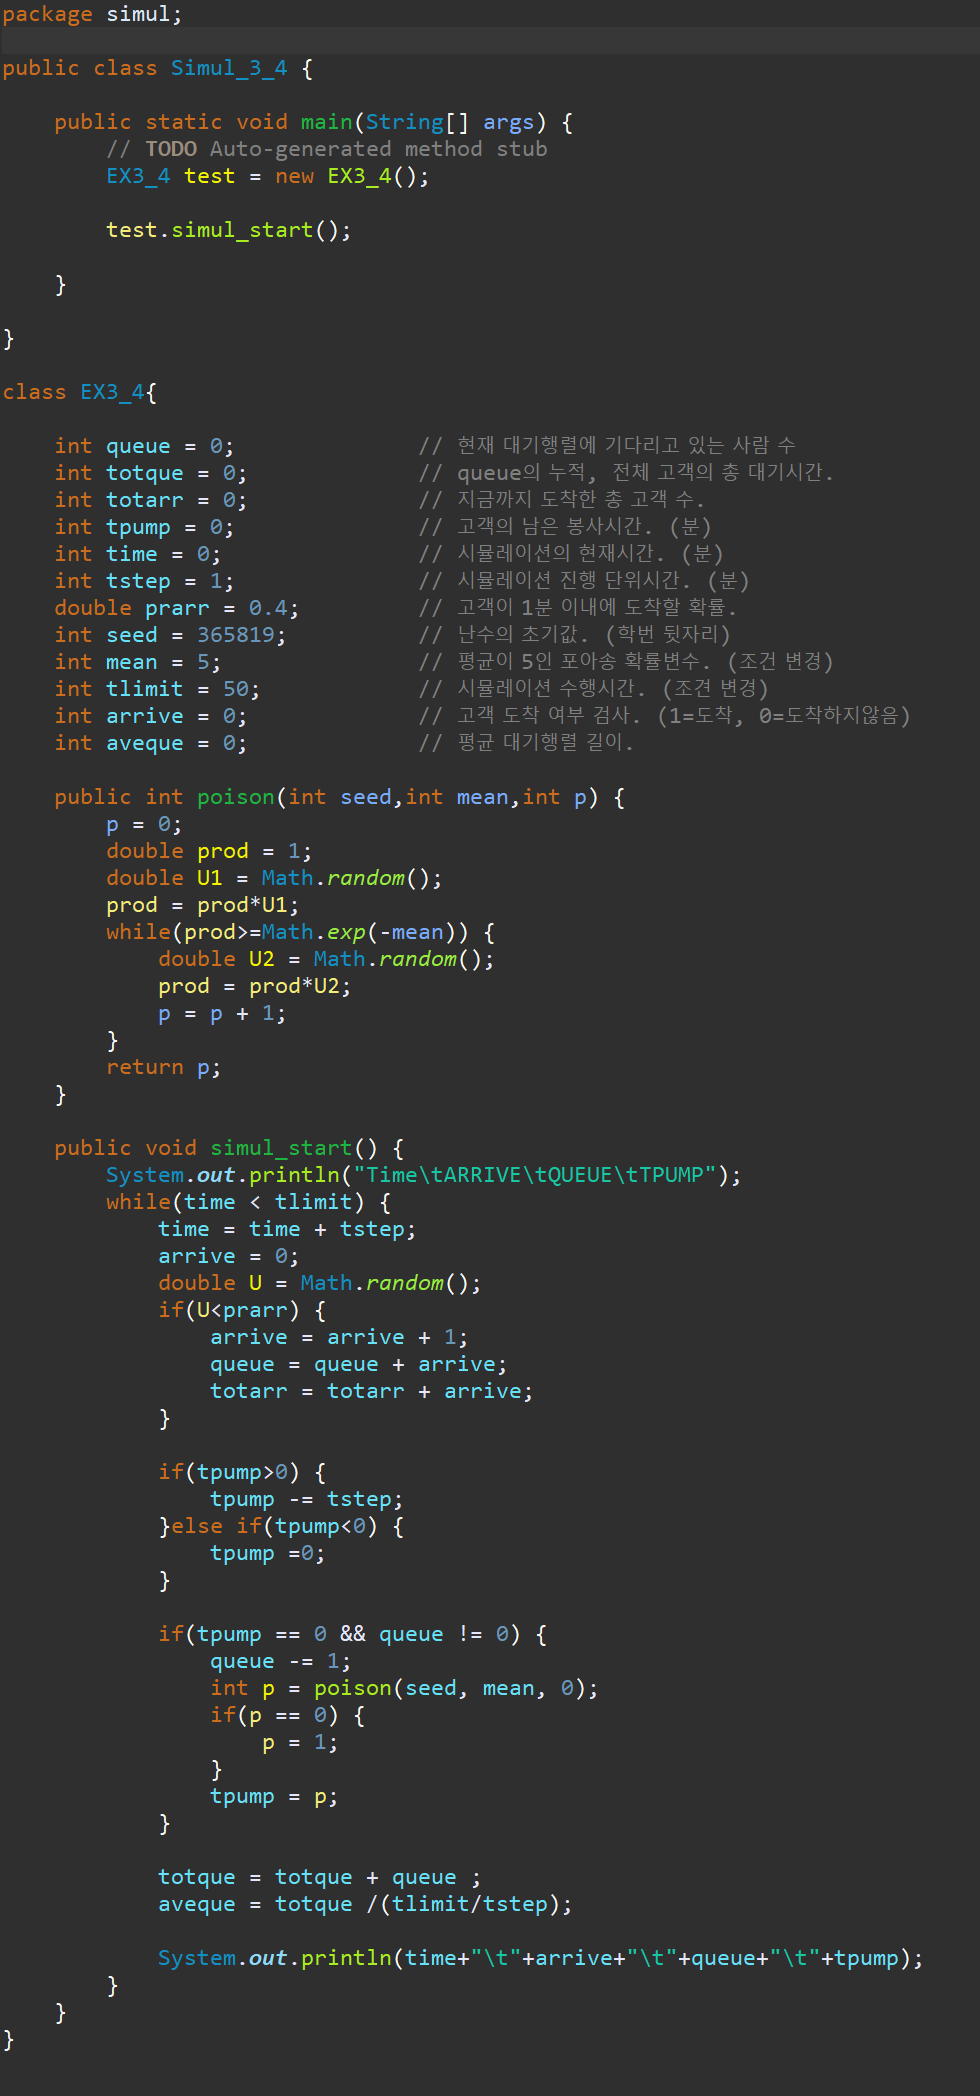 package simul;
public class Simul_3_4 {
public static void main(String[] args) {
// TODO Auto-generated method stub
EX3_4 test = new EX3_4();
test.simul_start();
}
}
class EX3_4{
int queue = 0; // 현재 대기행렬에 기다리고 있는 사람 수
int totque = 0; // queue의 누적, 전체 고객의 총 대기시간.
int totarr = 0; // 지금까지 도착한 총 고객 수.
int tpump = 0; // 고객의 남은 봉사시간. (분)
int time = 0; // 시뮬레이션의 현재시간. (분)
int tstep = 1; // 시뮬레이션 진행 단위시간. (분)
double prarr = 0.4; // 고객이 1분 이내에 도착할 확률.
int seed = 365819; // 난수의 초기값. (학번 뒷자리)
int mean = 5; // 평균이 5인 포아송 확률변수. (조건 변경)
int tlimit = 50; // 시뮬레이션 수행시간. (조견 변경)
int arrive = 0; // 고객 도착 여부 검사. (1=도착, 0=도착하지않음)
int aveque = 0; // 평균 대기행렬 길이.
public int poison(int seed,int mean,int p) {
p = 0;
double prod = 1;
double U1 = Math.random();
prod = prod*U1;
while(prod>=Math.exp(-mean)) {
double U2 = Math.random();
prod = prod*U2;
p = p + 1;
}
return p;
}
public void simul_start() {
System.out.println("Time\tARRIVE\tQUEUE\tTPUMP");
while(time < tlimit) {
time = time + tstep;
arrive = 0;
double U = Math.random();
if(U<prarr) {
arrive = arrive + 1;
queue = queue + arrive;
totarr = totarr + arrive;
}
if(tpump>0) {
tpump -= tstep;
}else if(tpump<0) {
tpump =0;
}
if(tpump == 0 && queue != 0) {
queue -= 1;
int p = poison(seed, mean, 0);
if(p == 0) {
p = 1;
}
tpump = p;
}
totque = totque + queue ;
aveque = totque /(tlimit/tstep);
System.out.println(time+"\t"+arrive+"\t"+queue+"\t"+tpump);
}
}
}